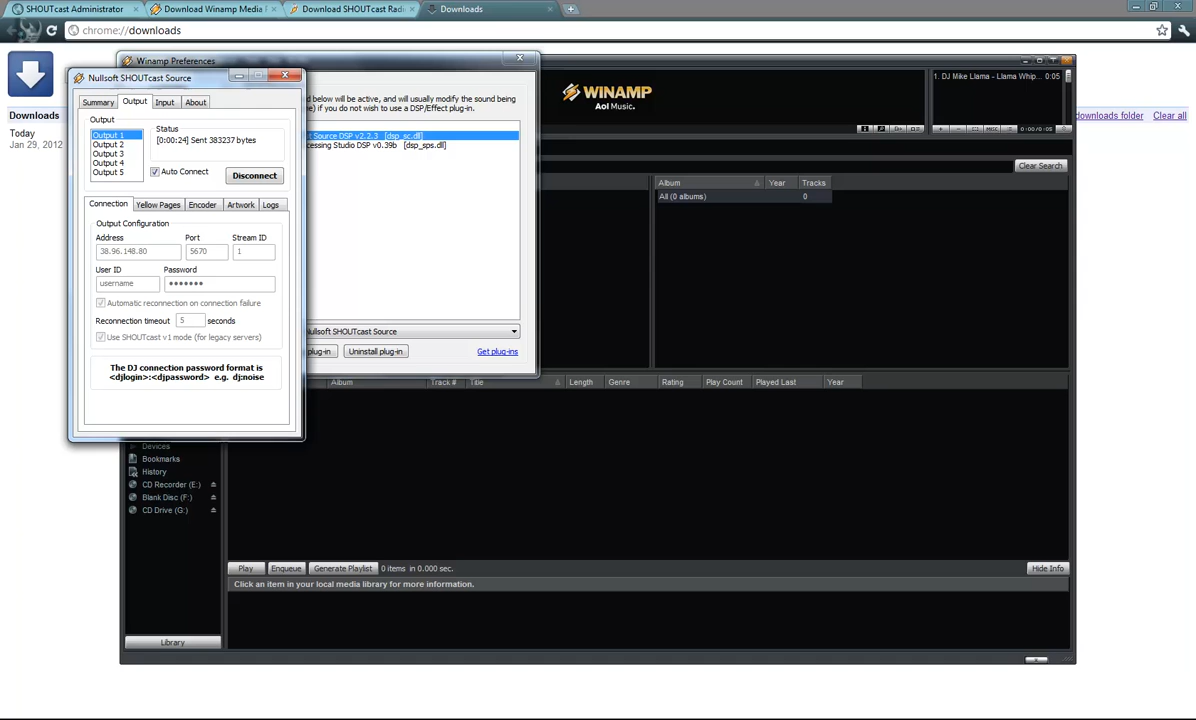 SHOUTcast Administrator
Download Winamp Media
Download SHOUTcast Radi
Downloads
chrome://downloads
Downloads
Today
Jan 29, 2012
downloads folder
Clear all
Winamp Preferences
below will be active, and will usually modify the sound being
if you do not wish to use a DSP/Effect plug-in.
Source DSP v2.2.3 [dsp_sc.dll]
Studio DSP v0.39b [dsp_sps.dll]
Nullsoft SHOUTcast Source
plug-in
Uninstall plug-in
Get plug-ins
Nullsoft SHOUTcast Source
Summary
Output
Input
About
Output
Output 1
Output 2
Output 3
Output 4
Output 5
Status
[0:00:24] Sent 383237 bytes
Auto Connect
Disconnect
Connection
Yellow Pages
Encoder
Artwork
Logs
Output Configuration
Address
Port
Stream ID
38.96.148.80
5670
1
User ID
Password
username
•••••••
Automatic reconnection on connection failure
Reconnection timeout 5 seconds
Use SHOUTcast v1 mode (for legacy servers)
The DJ connection password format is
<djlogin>:<djpassword> e.g. dj:noise
WINAMP
Aol Music.
1. DJ Mike Llama - Llama Whip... 0:05
MISC
0:00/0:05
Clear Search
Album
Year
Tracks
All (0 albums)
0
Album
Track #
Title
Length
Genre
Rating
Play Count
Played Last
Year
Devices
Bookmarks
History
CD Recorder (E:)
Blank Disc (F:)
CD Drive (G:)
Play
Enqueue
Generate Playlist
0 items in 0.000 sec.
Hide Info
Click an item in your local media library for more information.
Library